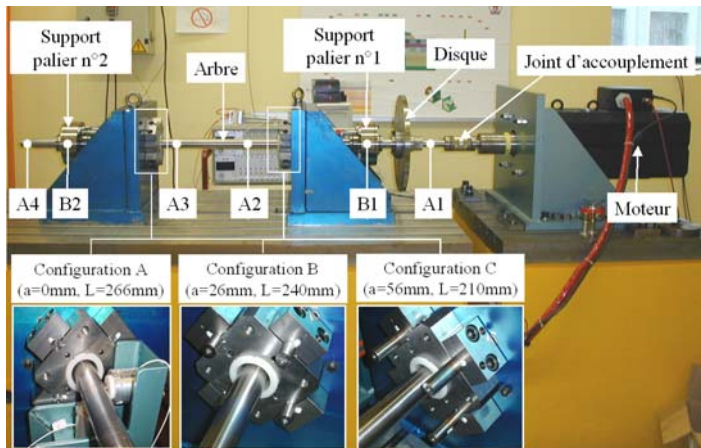 Support
palier n°2
Arbre
Support
palier n°1
Disque
Joint d'accouplement
A4
B2
A3
A2
B1
A1
Moteur
Configuration A
(a=0mm, L=266mm)
Configuration B
(a=26mm, L=240mm)
Configuration C
(a=56mm, L=210mm)